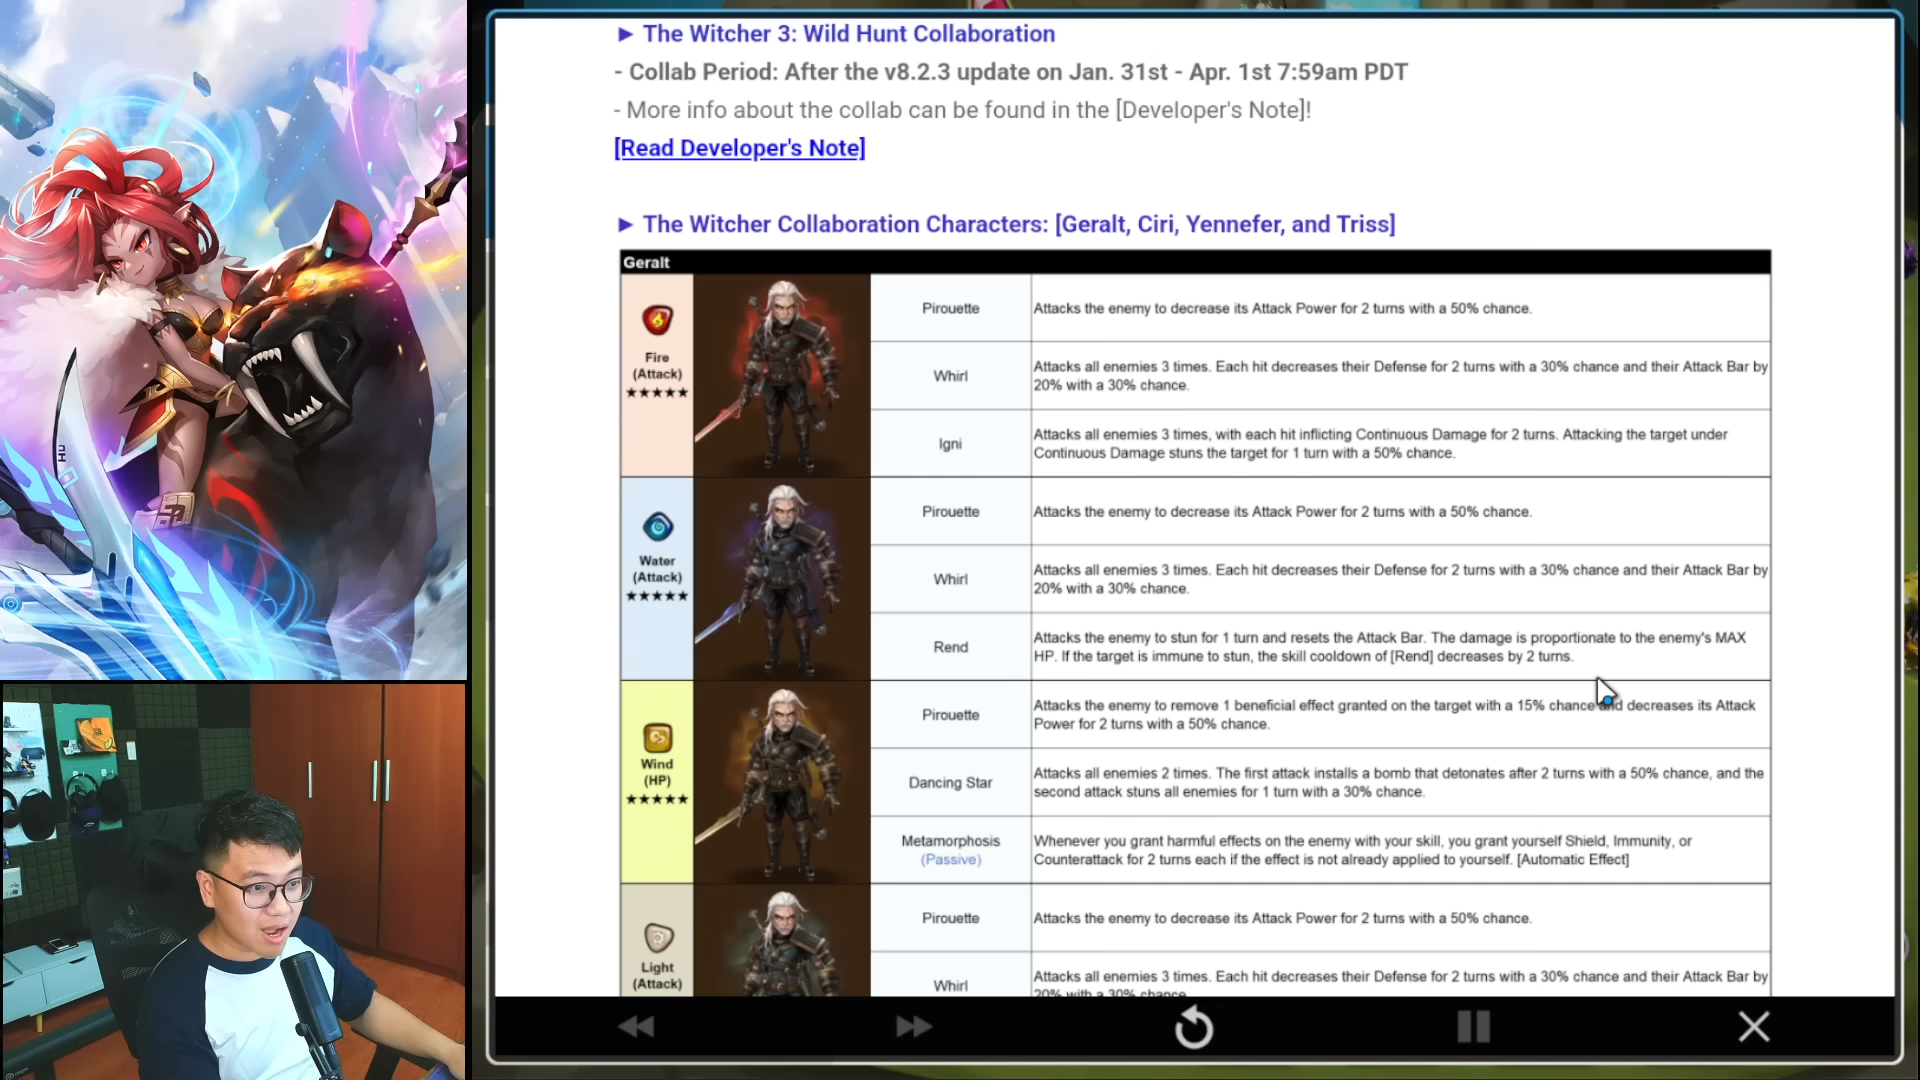 ► The Witcher 3: Wild Hunt Collaboration
- Collab Period: After the v8.2.3 update on Jan. 31st - Apr. 1st 7:59am PDT
- More info about the collab can be found in the [Developer's Note]!
[Read Developer's Note]
► The Witcher Collaboration Characters: [Geralt, Ciri, Yennefer, and Triss]
Geralt
Fire
(Attack)
★★★★★
Pirouette
Attacks the enemy to decrease its Attack Power for 2 turns with a 50% chance.
Whirl
Attacks all enemies 3 times. Each hit decreases their Defense for 2 turns with a 30% chance and their Attack Bar by
20% with a 30% chance.
Igni
Attacks all enemies 3 times, with each hit inflicting Continuous Damage for 2 turns. Attacking the target under
Continuous Damage stuns the target for 1 turn with a 50% chance.
Water
(Attack)
★★★★★
Pirouette
Attacks the enemy to decrease its Attack Power for 2 turns with a 50% chance.
Whirl
Attacks all enemies 3 times. Each hit decreases their Defense for 2 turns with a 30% chance and their Attack Bar by
20% with a 30% chance.
Rend
Attacks the enemy to stun for 1 turn and resets the Attack Bar. The damage is proportionate to the enemy's MAX
HP. If the target is immune to stun, the skill cooldown of [Rend] decreases by 2 turns.
Wind
(HP)
★★★★★
Pirouette
Attacks the enemy to remove 1 beneficial effect granted on the target with a 15% chance and decreases its Attack
Power for 2 turns with a 50% chance.
Dancing Star
Attacks all enemies 2 times. The first attack installs a bomb that detonates after 2 turns with a 50% chance, and the
second attack stuns all enemies for 1 turn with a 30% chance.
Metamorphosis
(Passive)
Whenever you grant harmful effects on the enemy with your skill, you grant yourself Shield, Immunity, or
Counterattack for 2 turns each if the effect is not already applied to yourself. [Automatic Effect]
Light
(Attack)
Pirouette
Attacks the enemy to decrease its Attack Power for 2 turns with a 50% chance.
Whirl
Attacks all enemies 3 times. Each hit decreases their Defense for 2 turns with a 30% chance and their Attack Bar by
20% with a 30% chance.